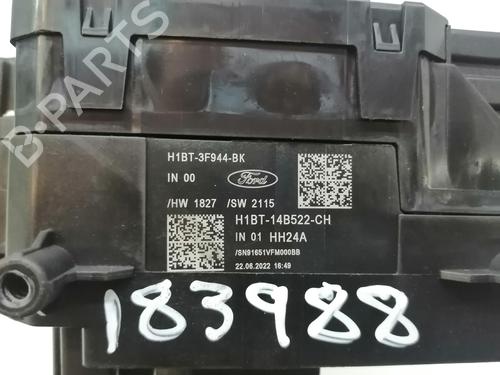 B-PARTS
H1BT-3F944-BK
IN 00 Ford
/HW 1827 /SW 2115
H1BT-14B522-CH
IN 01 HH24A
/SN91651VFM000BB
22.06.2022 16:49
183988